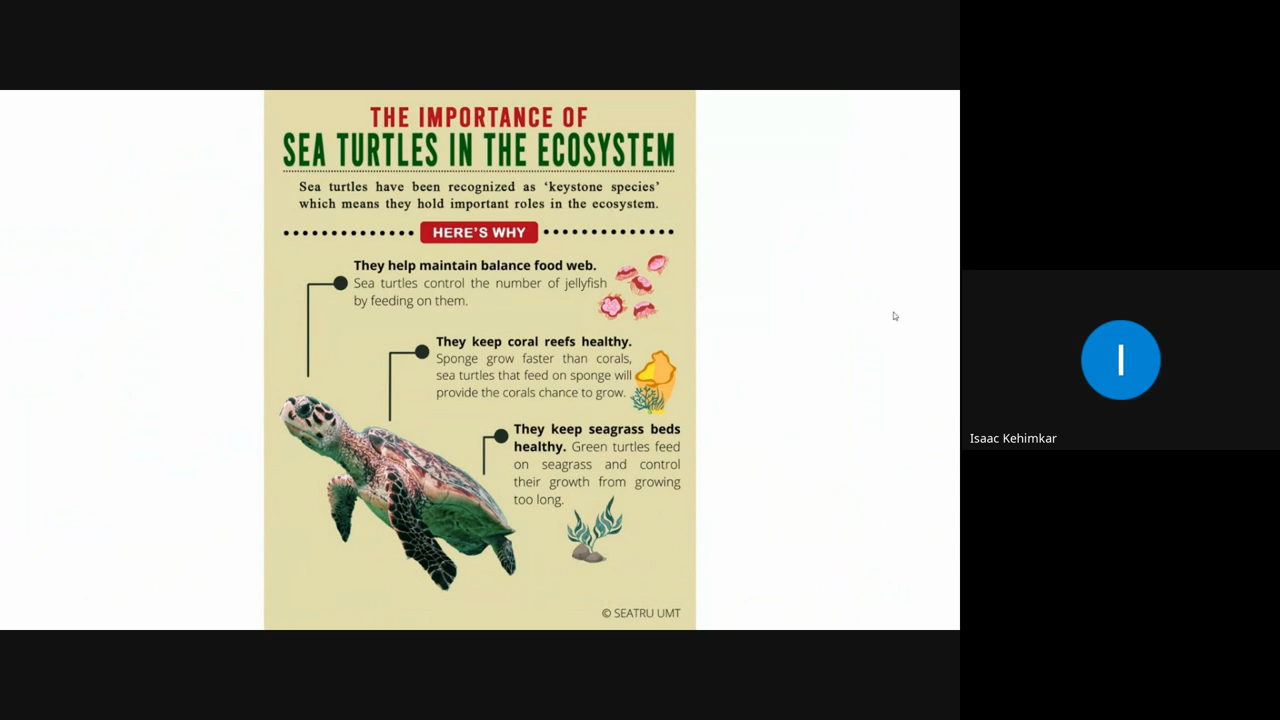 THE IMPORTANCE OF
SEA TURTLES IN THE ECOSYSTEM
Sea turtles have been recognized as ‘keystone species’
which means they hold important roles in the ecosystem.
HERE'S WHY
They help maintain balance food web.
Sea turtles control the number of jellyfish
by feeding on them.
They keep coral reefs healthy.
Sponge grow faster than corals,
sea turtles that feed on sponge will
provide the corals chance to grow.
They keep seagrass beds
healthy. Green turtles feed
on seagrass and control
their growth from growing
too long.
© SEATRU UMT
I
Isaac Kehimkar